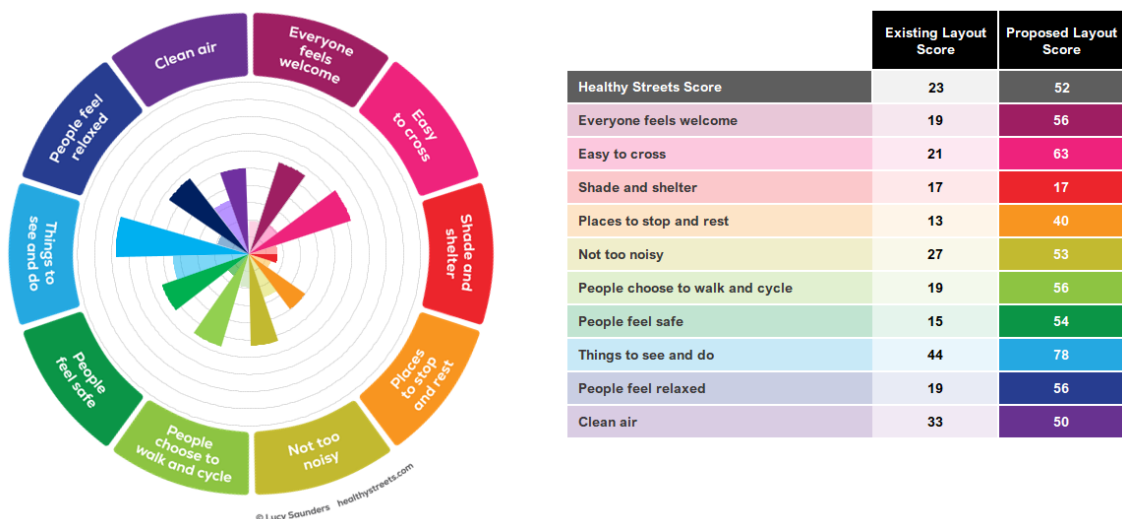 Clean air
Everyone
feels
welcome
Easy
to cross
Shade and
shelter
Places
to stop
and rest
Not too
noisy
People
choose to
walk and cycle
People
feel safe
Things to
see and do
People feel
relaxed
© Lucy Saunders healthystreets.com
Existing Layout Score Proposed Layout Score
Healthy Streets Score 23 52
Everyone feels welcome 19 56
Easy to cross 21 63
Shade and shelter 17 17
Places to stop and rest 13 40
Not too noisy 27 53
People choose to walk and cycle 19 56
People feel safe 15 54
Things to see and do 44 78
People feel relaxed 19 56
Clean air 33 50